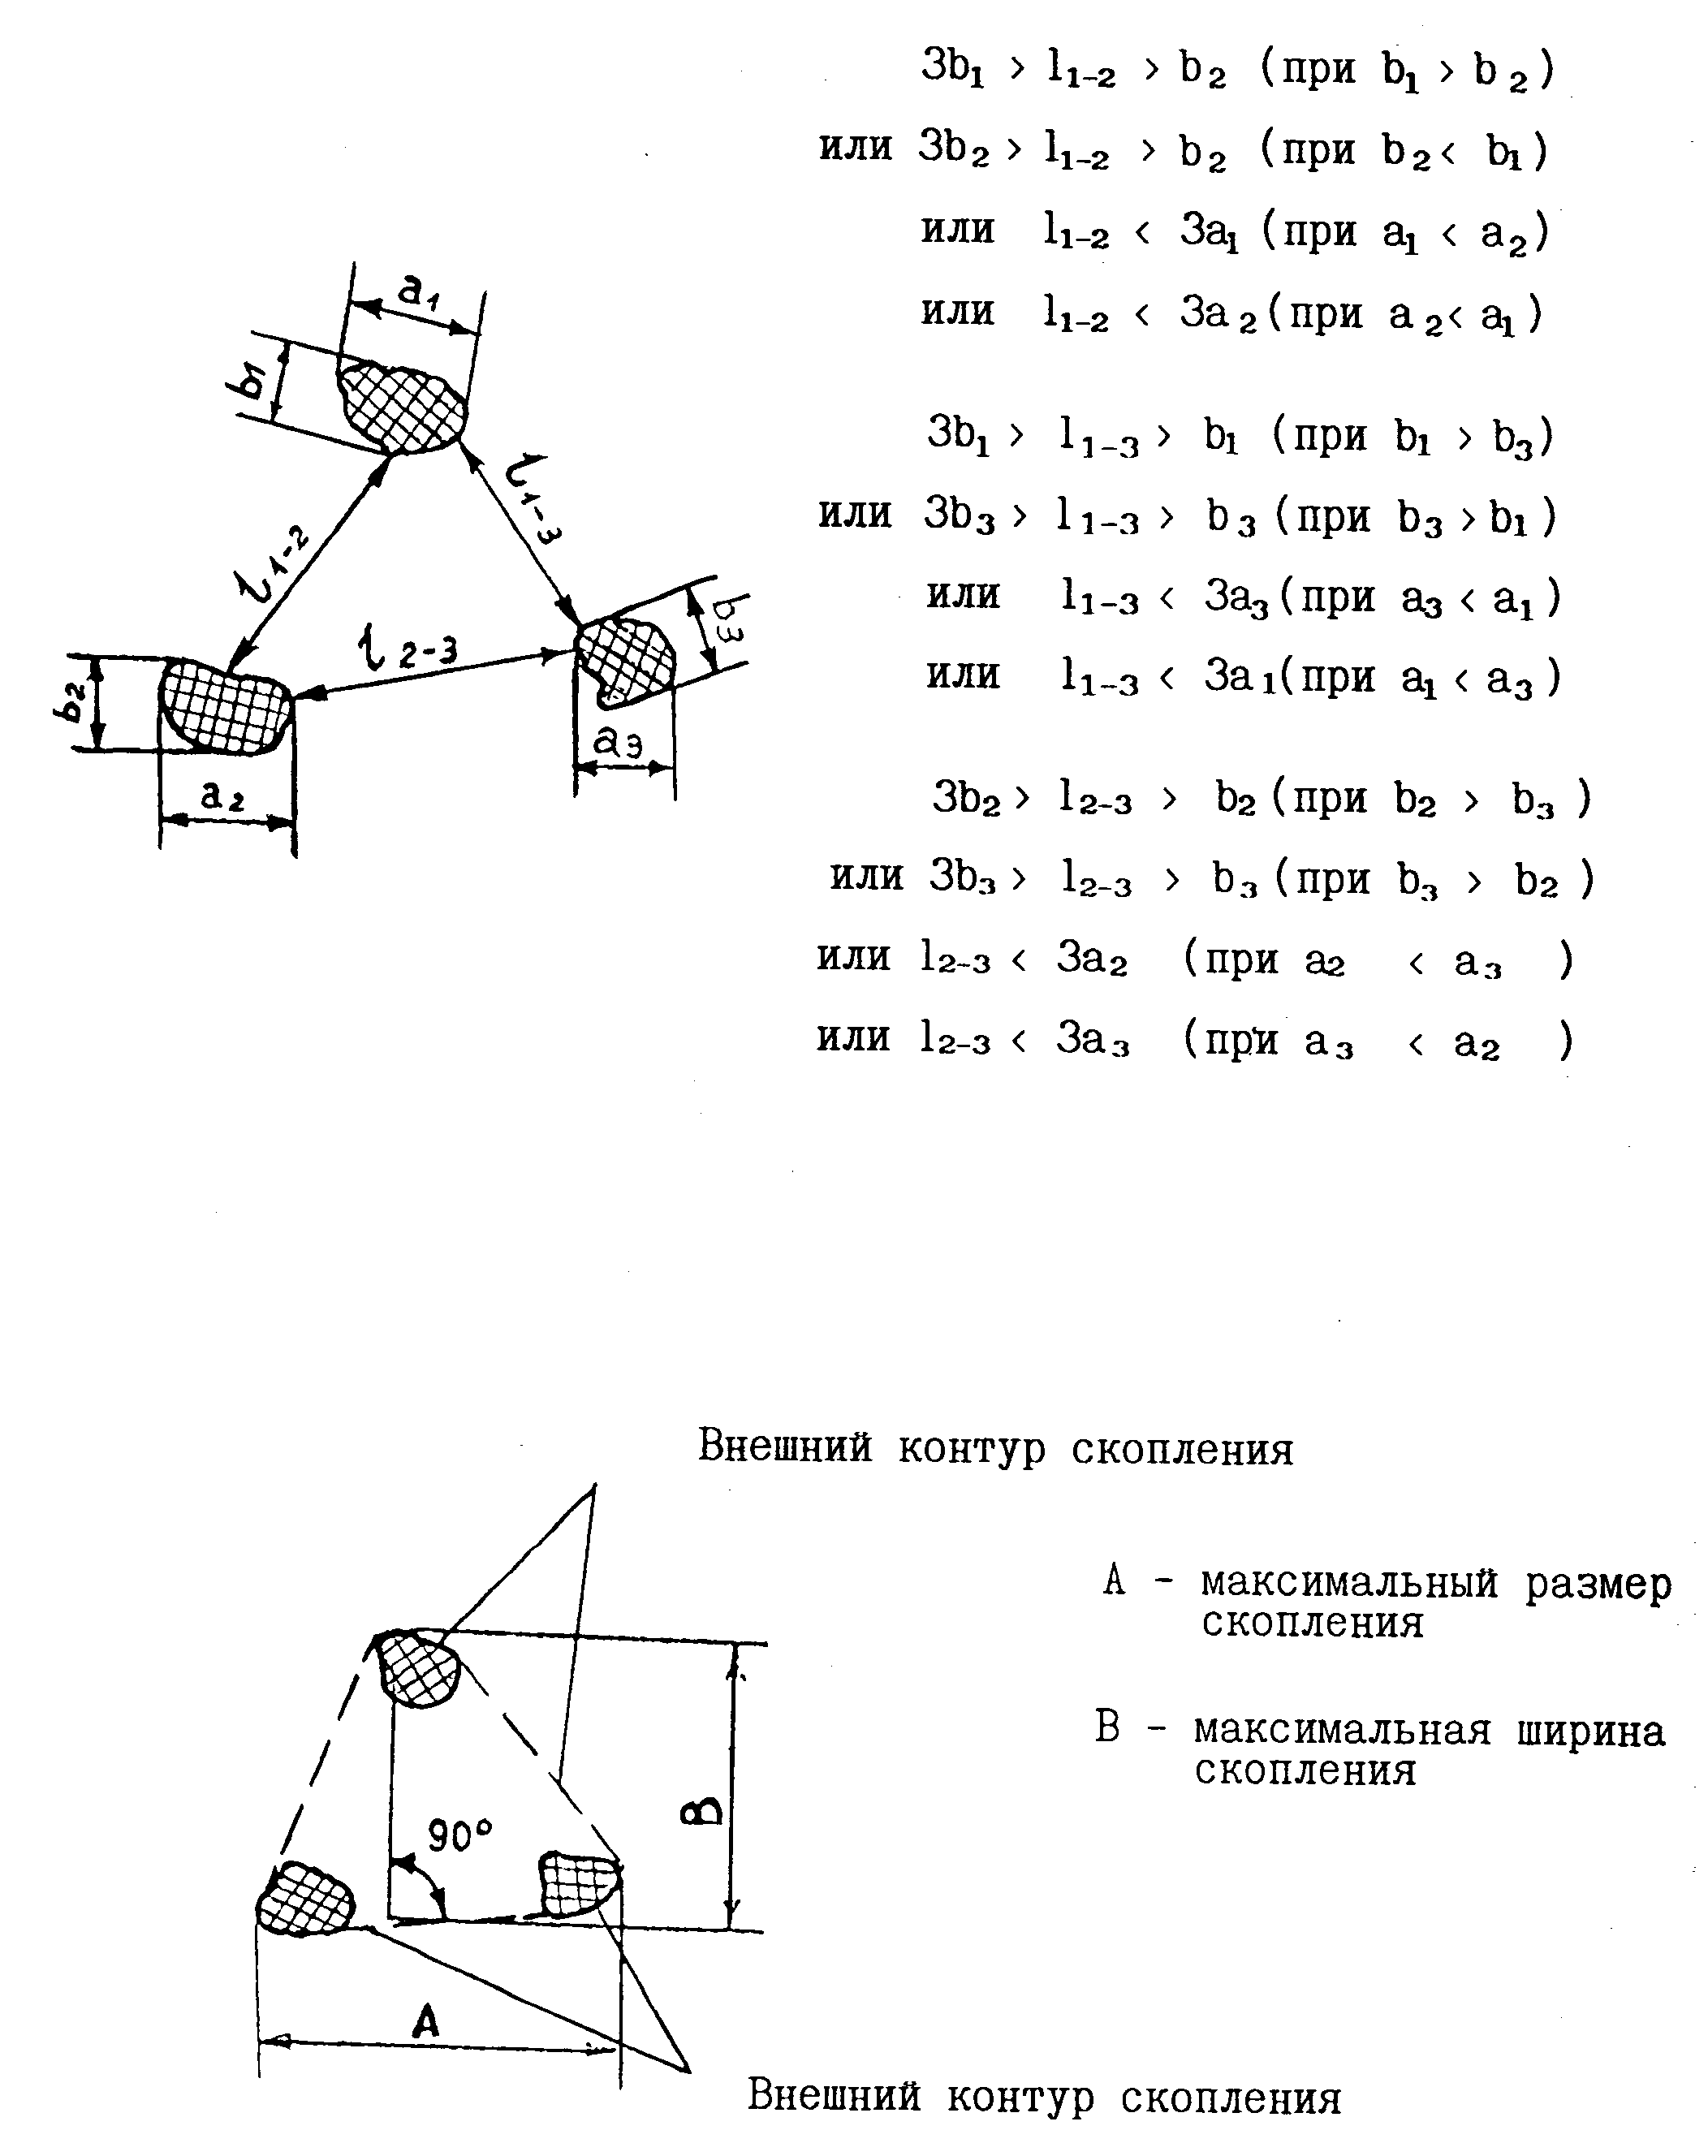 3b₁ > l₁₋₂ > b₂ (при b₁ > b₂)
или 3b₂ > l₁₋₂ > b₂ (при b₂ < b₁)
или l₁₋₂ < 3a₁ (при a₁ < a₂)
или l₁₋₂ < 3a₂ (при a₂ < a₁)
3b₁ > l₁₋₃ > b₁ (при b₁ > b₃)
или 3b₃ > l₁₋₃ > b₃ (при b₃ > b₁)
или l₁₋₃ < 3a₃ (при a₃ < a₁)
или l₁₋₃ < 3a₁ (при a₁ < a₃)
3b₂ > l₂₋₃ > b₂ (при b₂ > b₃)
или 3b₃ > l₂₋₃ > b₃ (при b₃ > b₂)
или l₂₋₃ < 3a₂ (при a₂ < a₃)
или l₂₋₃ < 3a₃ (при a₃ < a₂)
a₁
b₁
l₁₋₃
l₁₋₂
b₃
l₂₋₃
b₂
a₃
a₂
Внешний контур скопления
А - максимальный размер
скопления
В - максимальная ширина
скопления
В
90°
А
Внешний контур скопления